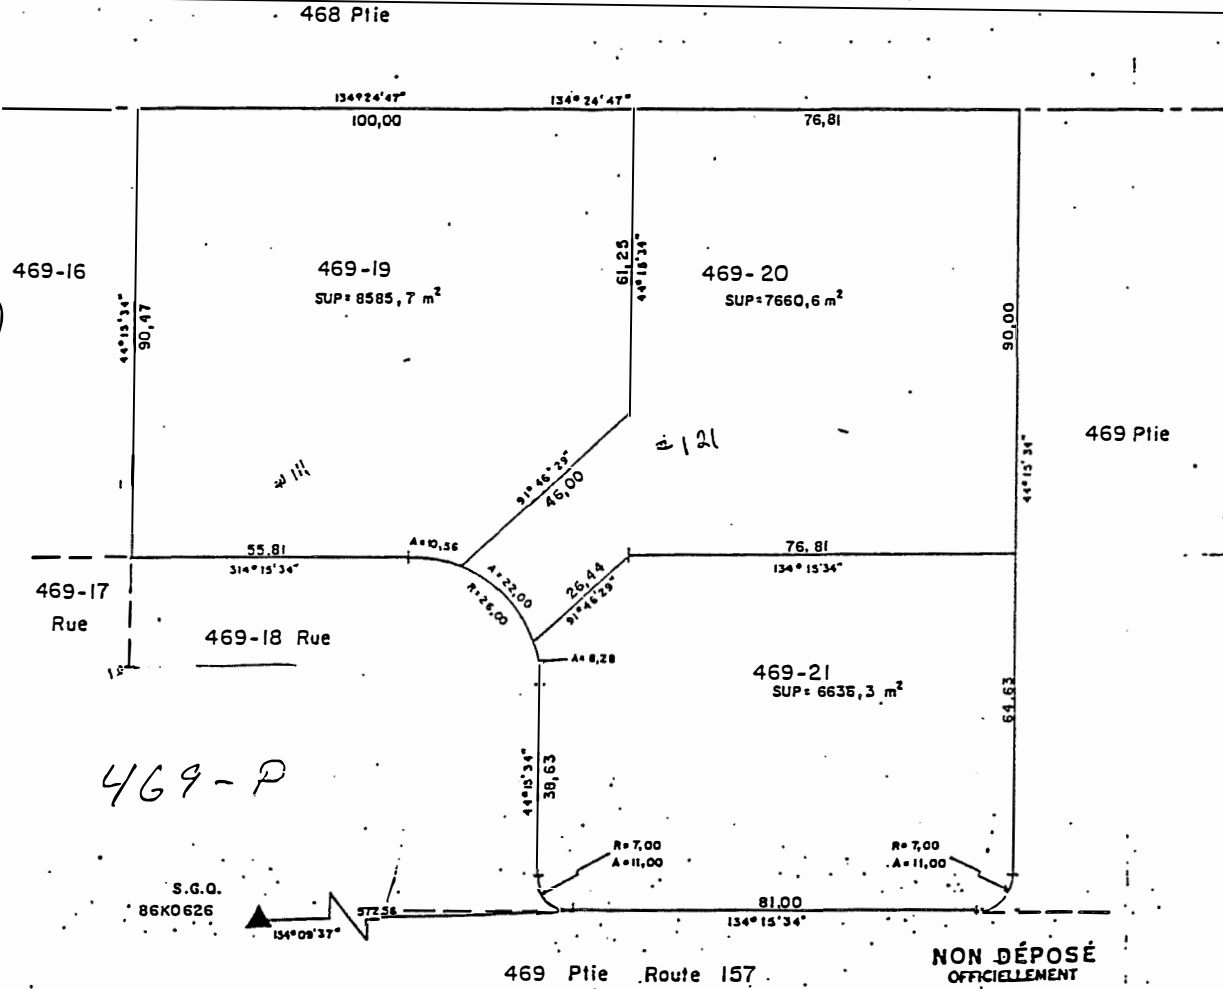 468 Ptie
134°24'47"
134°24'47"
100,00
76,81
469-16
469-19
SUP= 8585,7 m²
61,25
44°15'34"
469-20
SUP=7660,6 m²
44°15'34"
90,47
90,00
469 Ptie
44°15'34"
121
91°46'29"
46,00
55,81
314°15'34"
A=10,56
76,81
134°15'34"
469-17
Rue
469-18 Rue
A=22,00
R=26,00
26,44
91°46'29"
A=8,28
469-21
SUP= 6635,3 m²
64,63
469-P
44°15'34"
38,63
R=7,00
A=11,00
R=7,00
A=11,00
S.G.Q.
86K0626
134°09'37"
572,56
81,00
134°15'34"
469 Ptie Route 157
NON DÉPOSÉ
OFFICIELLEMENT